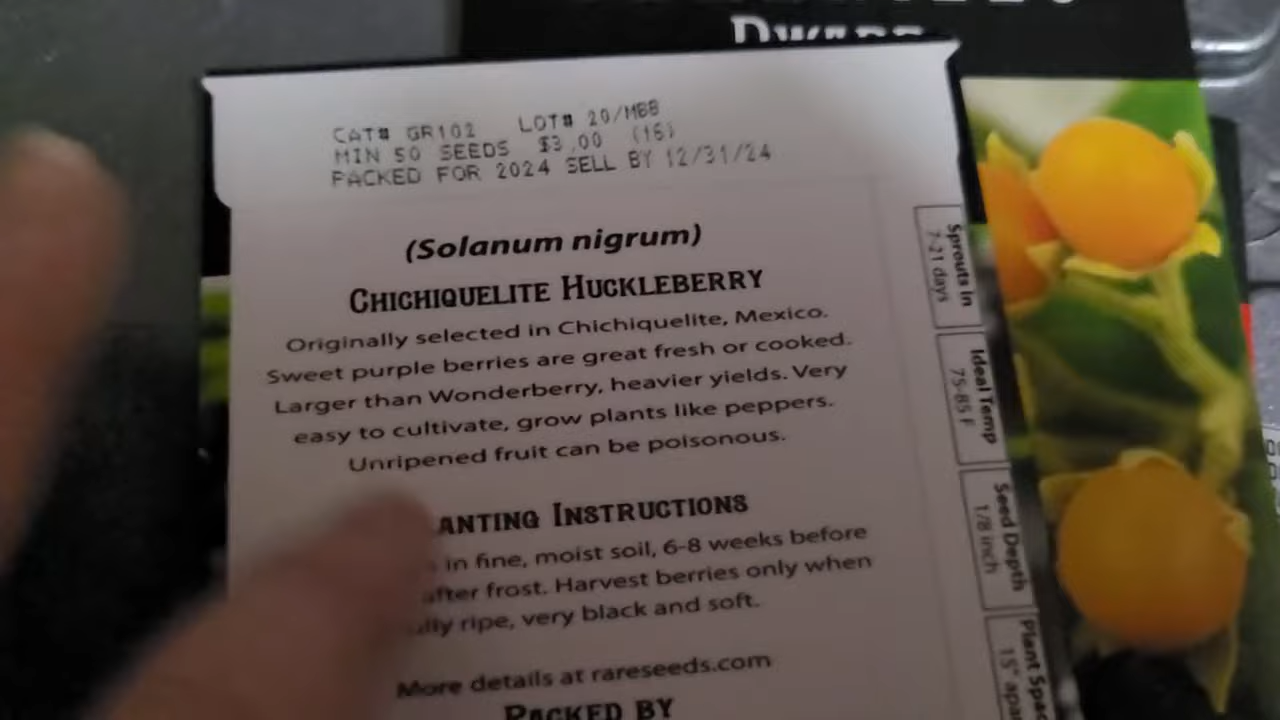 DWARF
CAT# GR102 LOT# 20/MBB
MIN 50 SEEDS $3.00 (16)
PACKED FOR 2024 SELL BY 12/31/24
(Solanum nigrum)
CHICHIQUELITE HUCKLEBERRY
Originally selected in Chichiquelite, Mexico.
Sweet purple berries are great fresh or cooked.
Larger than Wonderberry, heavier yields. Very
easy to cultivate, grow plants like peppers.
Unripened fruit can be poisonous.
INSTRUCTIONS
in fine, moist soil, 6-8 weeks before
frost. Harvest berries only when
ripe, very black and soft.
More details at rareseeds.com
PACKED BY
Sprouts in
7-21 days
Ideal Temp
75-85 F
Seed Depth
1/8 inch
Plant
15"